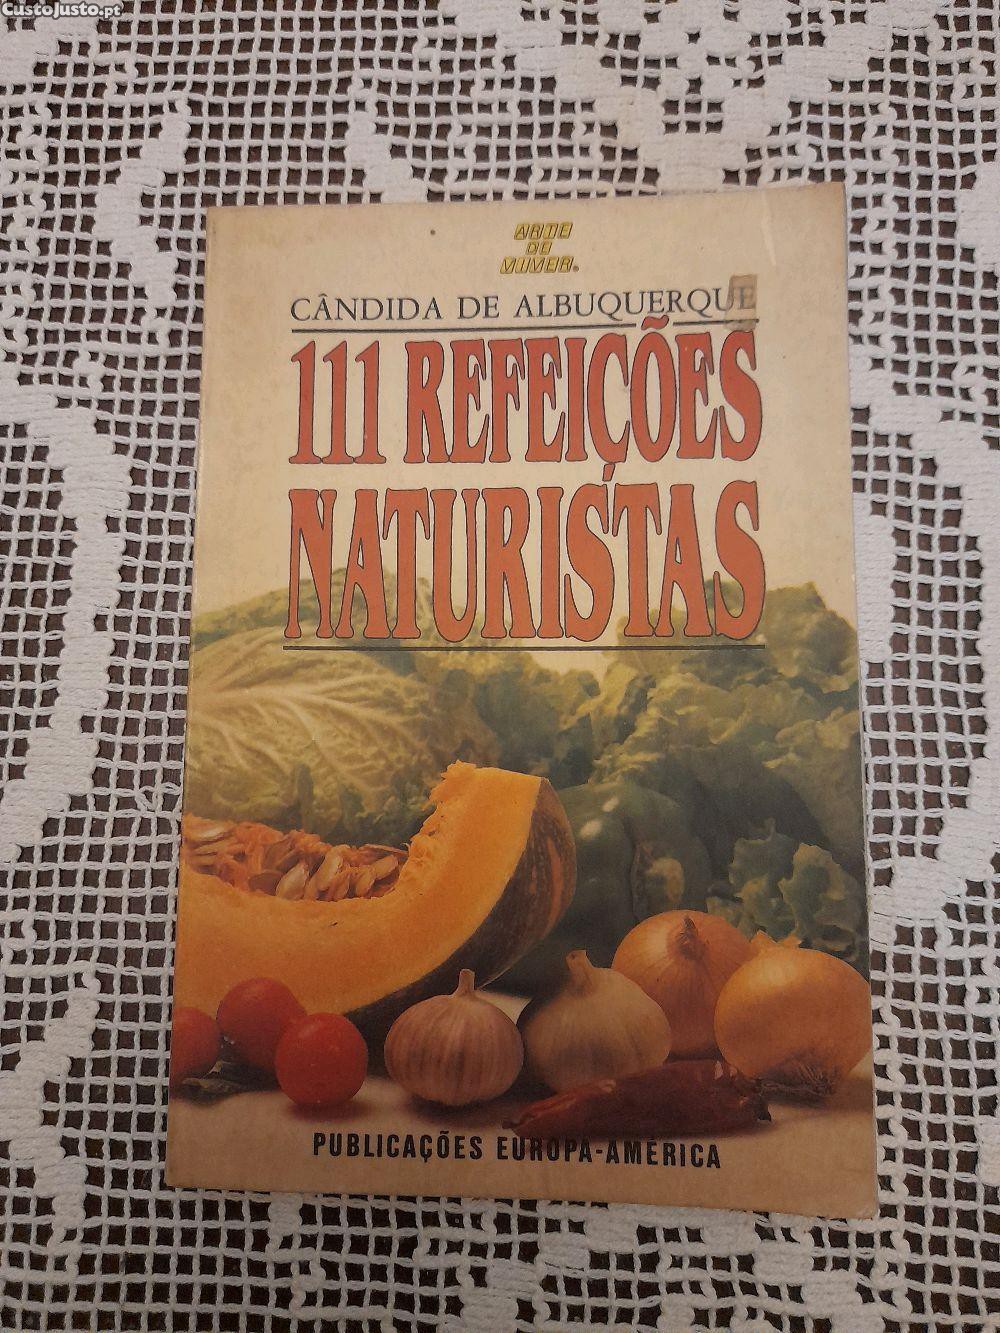 CustoJusto.pt
ARTE
DE
VIVER®
CÂNDIDA DE ALBUQUERQUE
111 REFEIÇÕES
NATURISTAS
PUBLICAÇÕES EUROPA-AMÉRICA